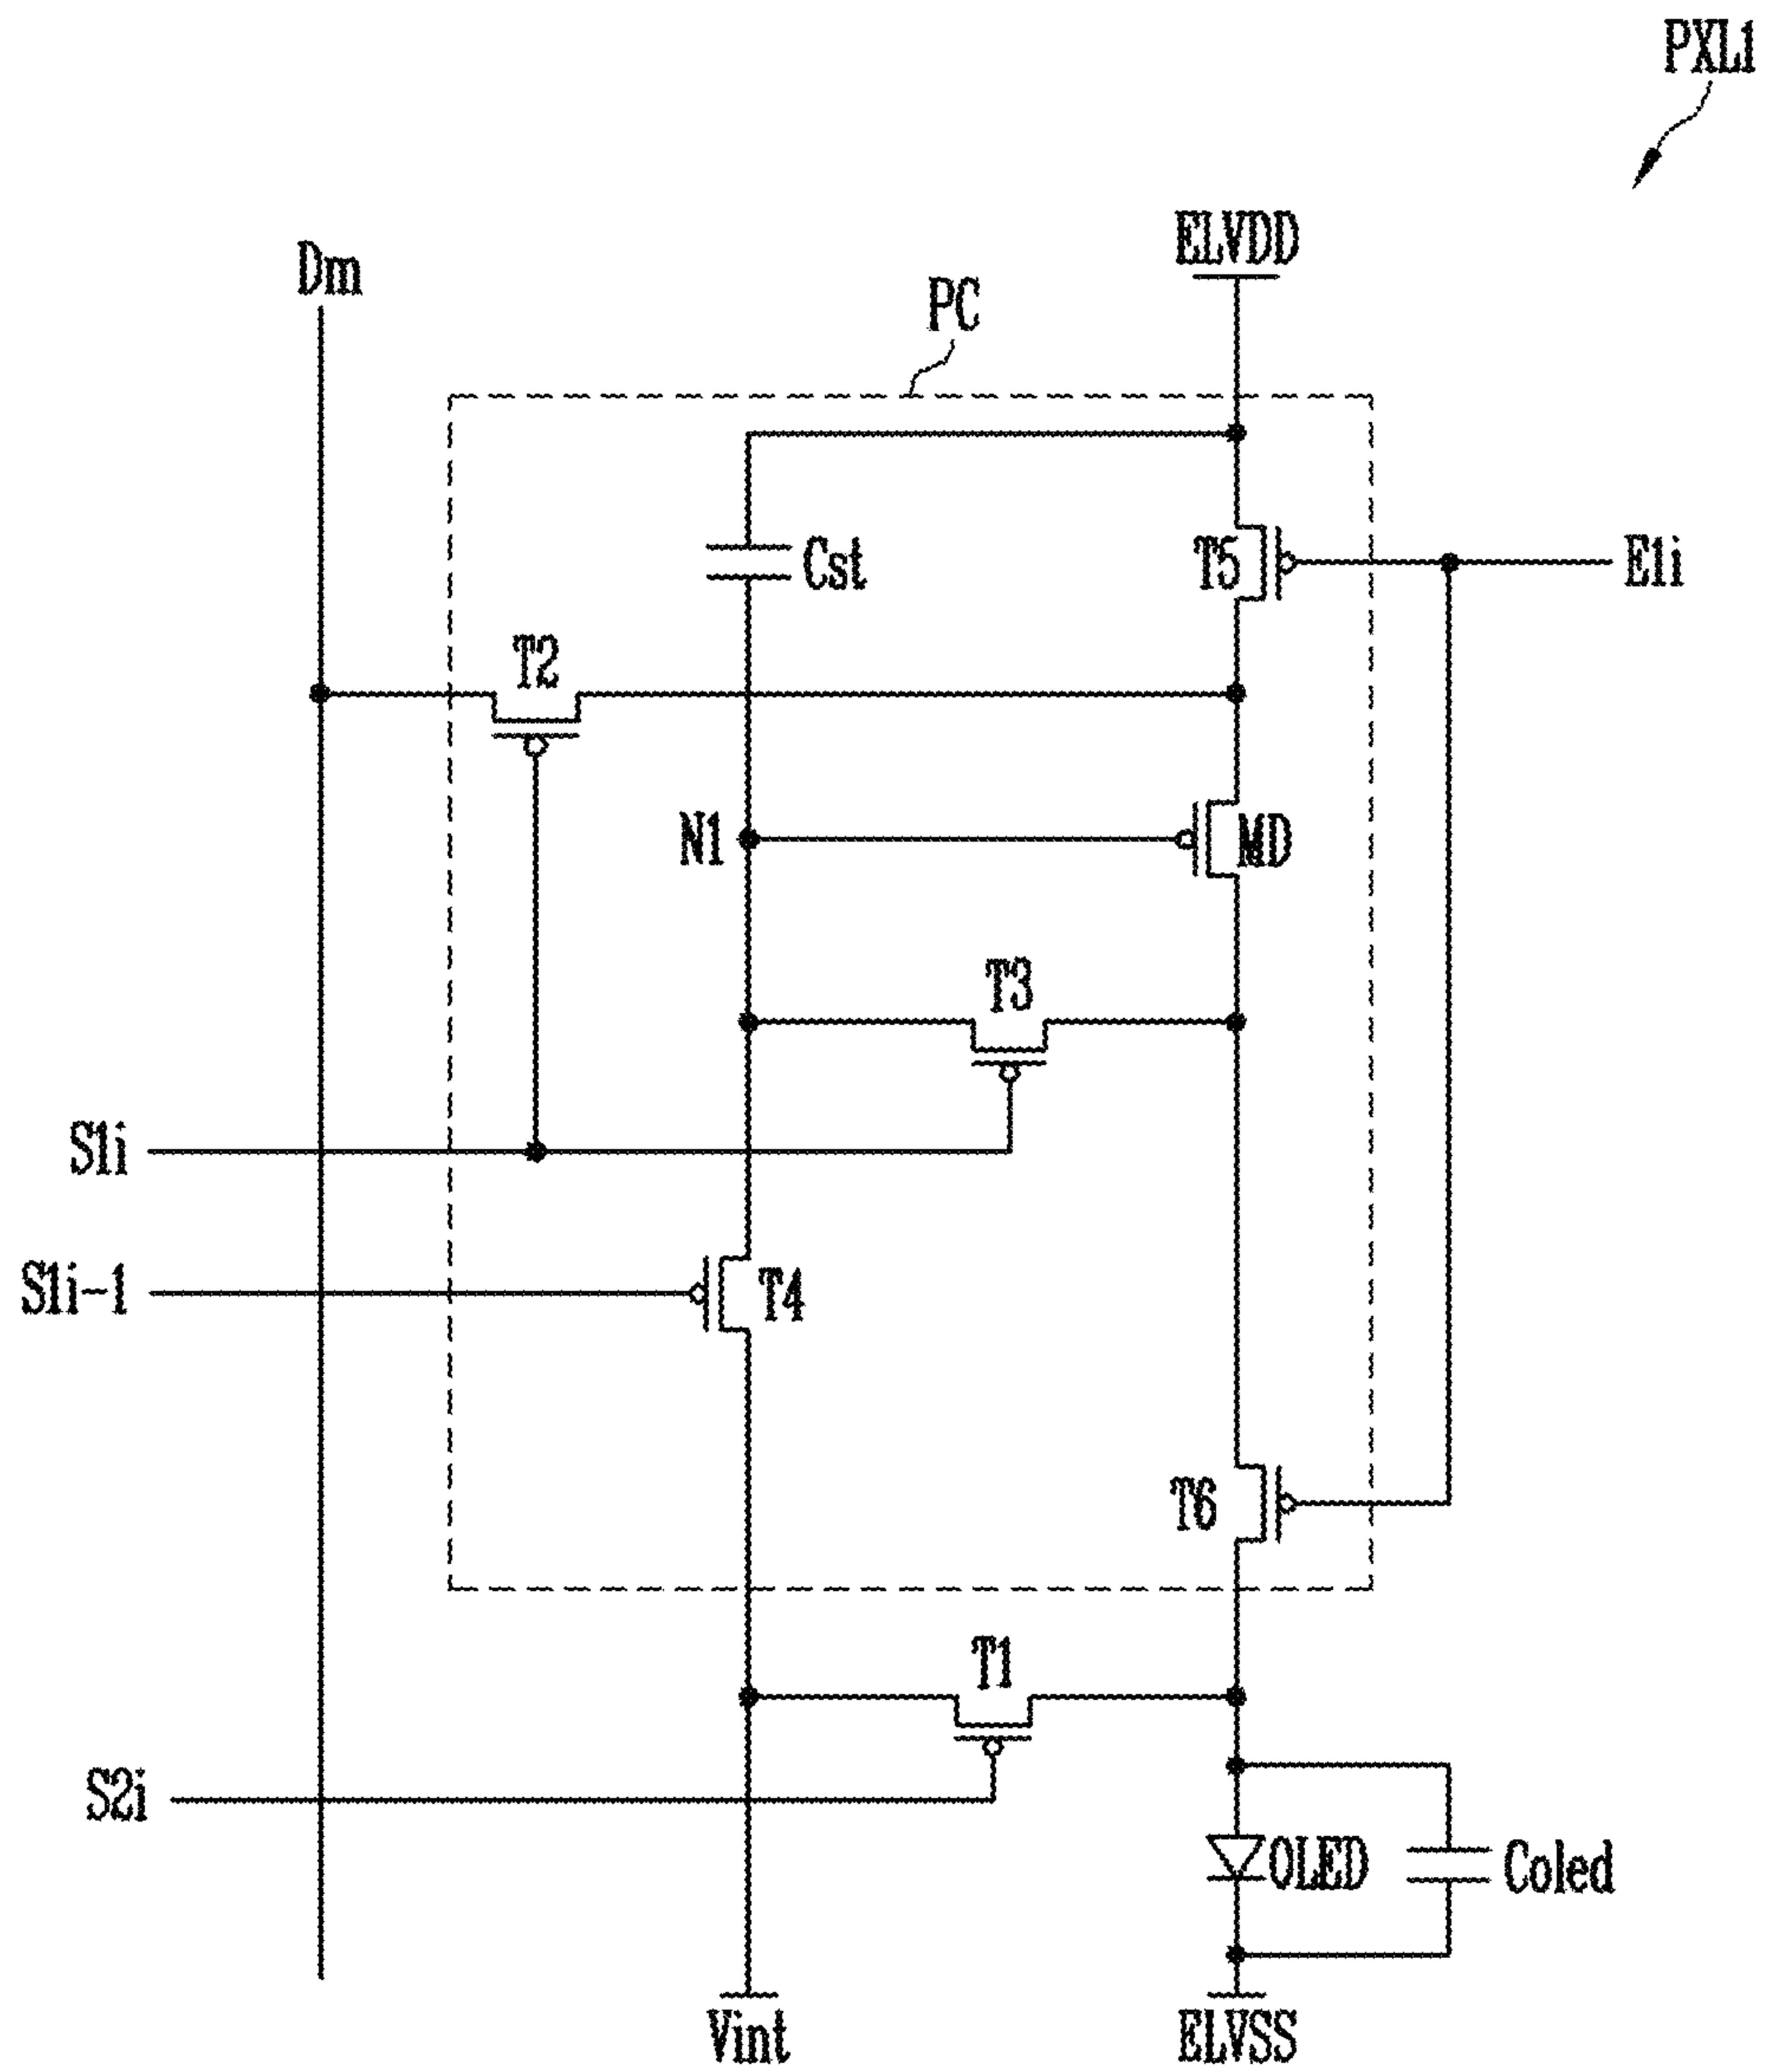 PXL1
ELVDD
Dm
PC
Cst
T5
E1i
T2
N1
MD
T3
S1i
S1i-1
T4
T6
T1
S2i
OLED
Coled
Vint
ELVSS